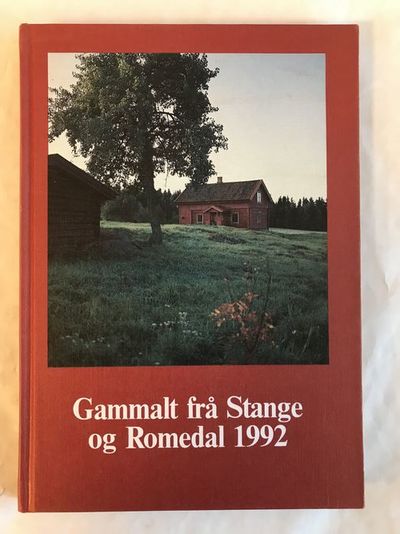 Gammalt frå Stange
og Romedal 1992